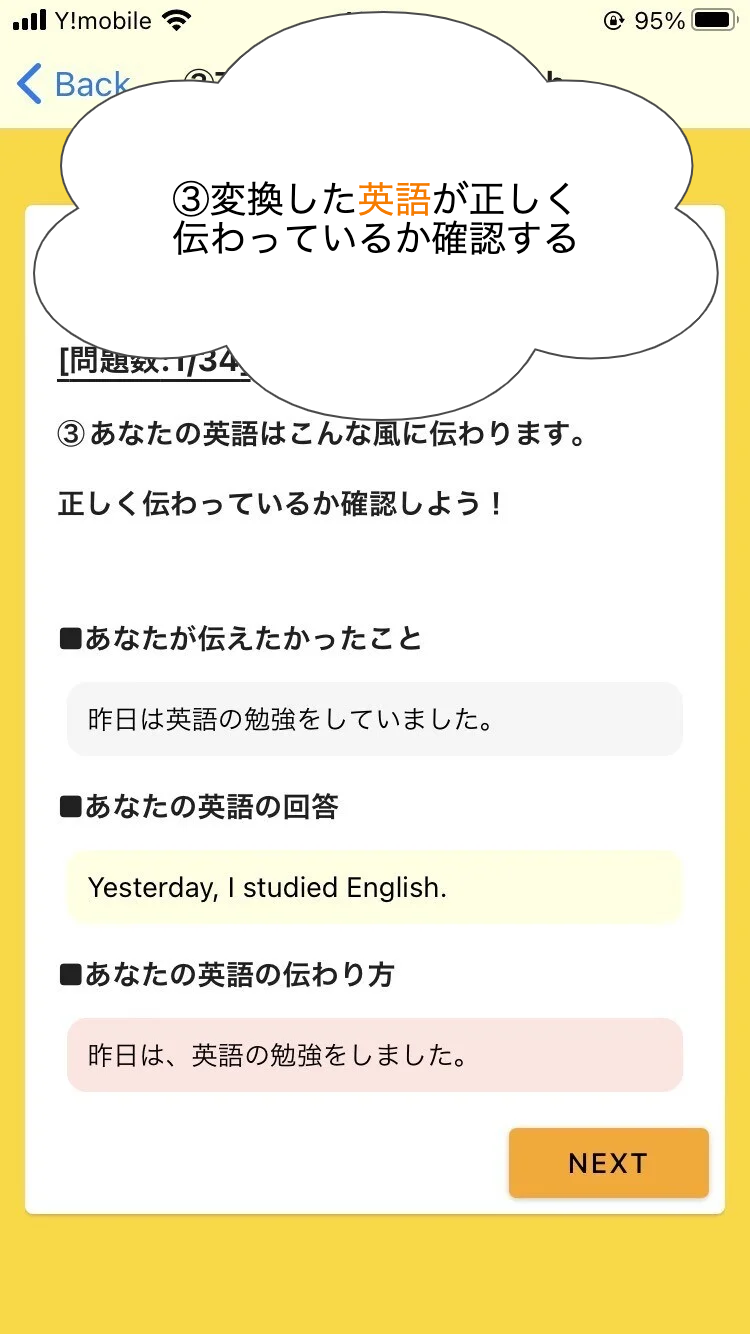 Y!mobile 95%
Back
③変換した英語が正しく
伝わっているか確認する
[問題数:1/34]
③あなたの英語はこんな風に伝わります。
正しく伝わっているか確認しよう！
■あなたが伝えたかったこと
昨日は英語の勉強をしていました。
■あなたの英語の回答
Yesterday, I studied English.
■あなたの英語の伝わり方
昨日は、英語の勉強をしました。
NEXT